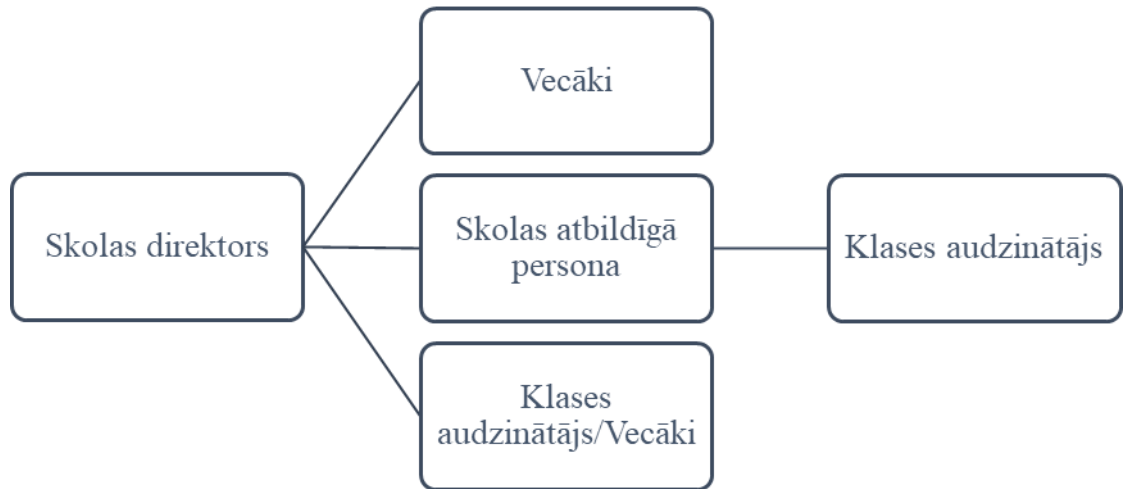 Vecāki
Skolas direktors
Skolas atbildīgā
persona
Klases audzinātājs
Klases
audzinātājs/Vecāki